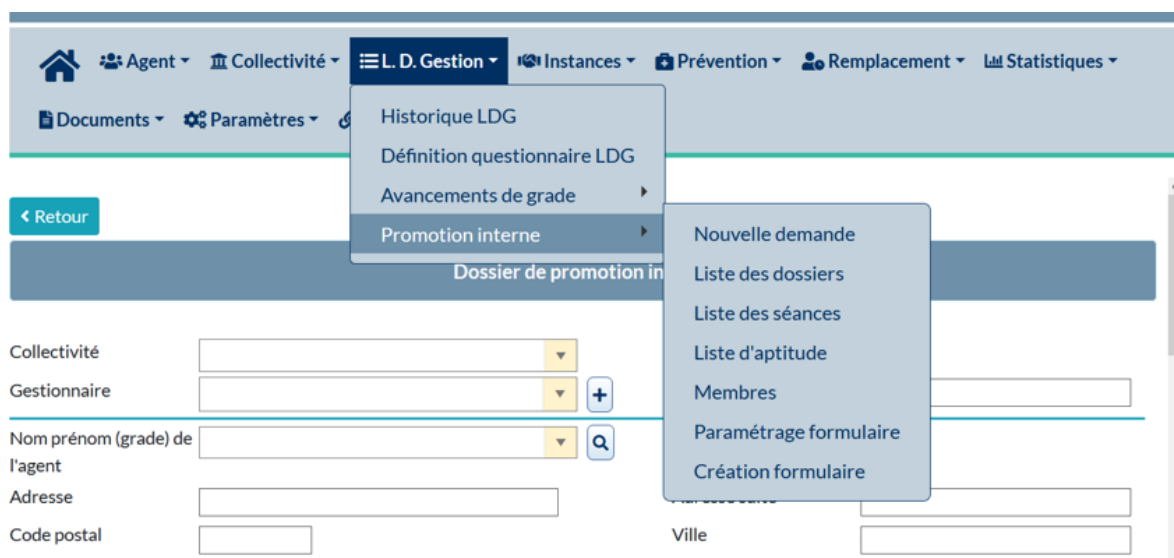 Agent
Collectivité
L. D. Gestion
Instances
Prévention
Remplacement
Statistiques
Documents
Paramètres
Historique LDG
Définition questionnaire LDG
Avancements de grade
Promotion interne
Nouvelle demande
Liste des dossiers
Liste des séances
Liste d'aptitude
Membres
Paramétrage formulaire
Création formulaire
Retour
Dossier de promotion in
Collectivité
Gestionnaire
Nom prénom (grade) de
l'agent
Adresse
Code postal
Ville